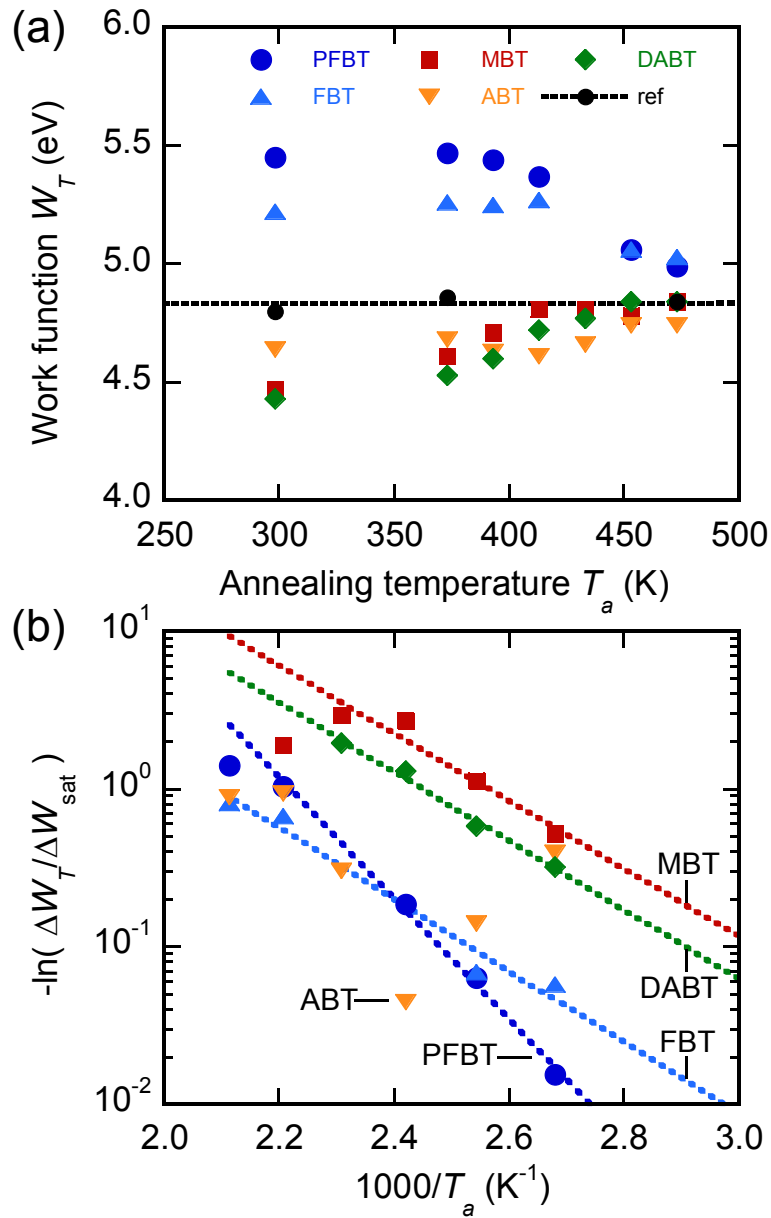 (a)
6.0
5.5
5.0
4.5
4.0
Work function W_T (eV)
PFBT
MBT
DABT
FBT
ABT
ref
250 300 350 400 450 500
Annealing temperature T_a (K)
(b)
10^1
10^0
10^-1
10^-2
-ln( ΔW_T/ΔW_sat)
MBT
DABT
FBT
PFBT
ABT
2.0 2.2 2.4 2.6 2.8 3.0
1000/T_a (K^-1)